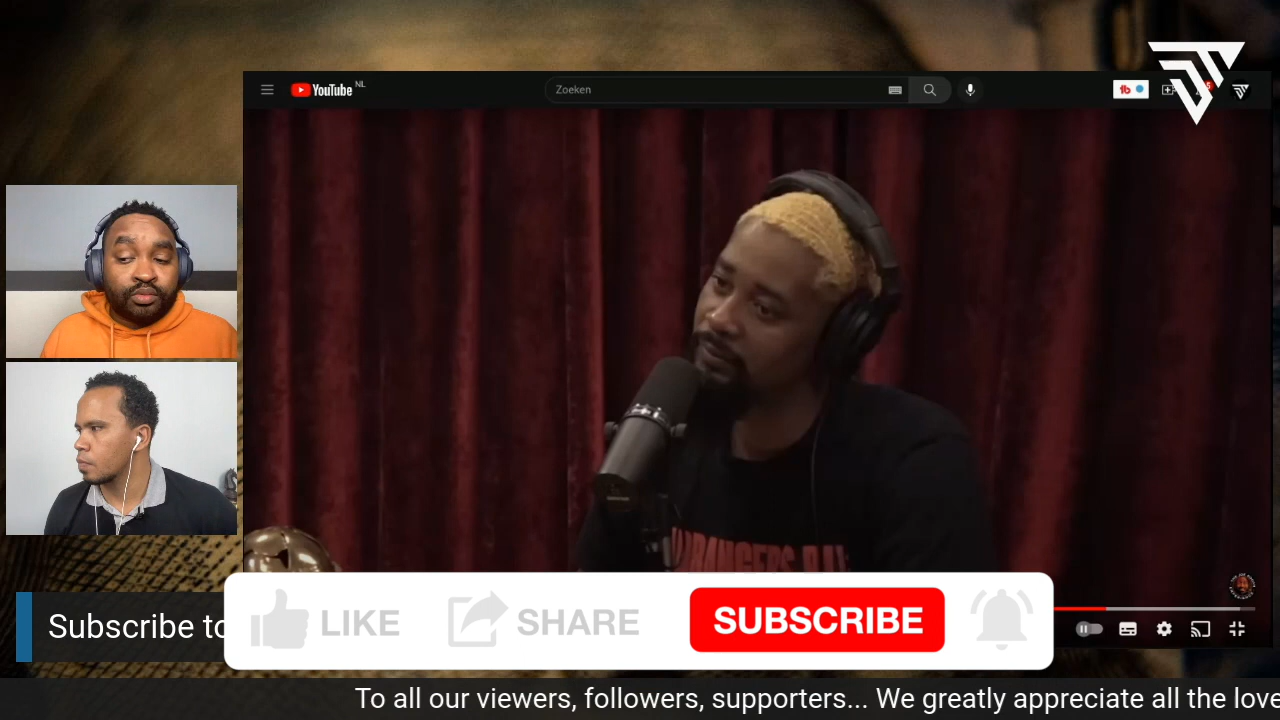 YouTube NL
Zoeken
Subscribe to
LIKE
SHARE
SUBSCRIBE
To all our viewers, followers, supporters... We greatly appreciate all the love